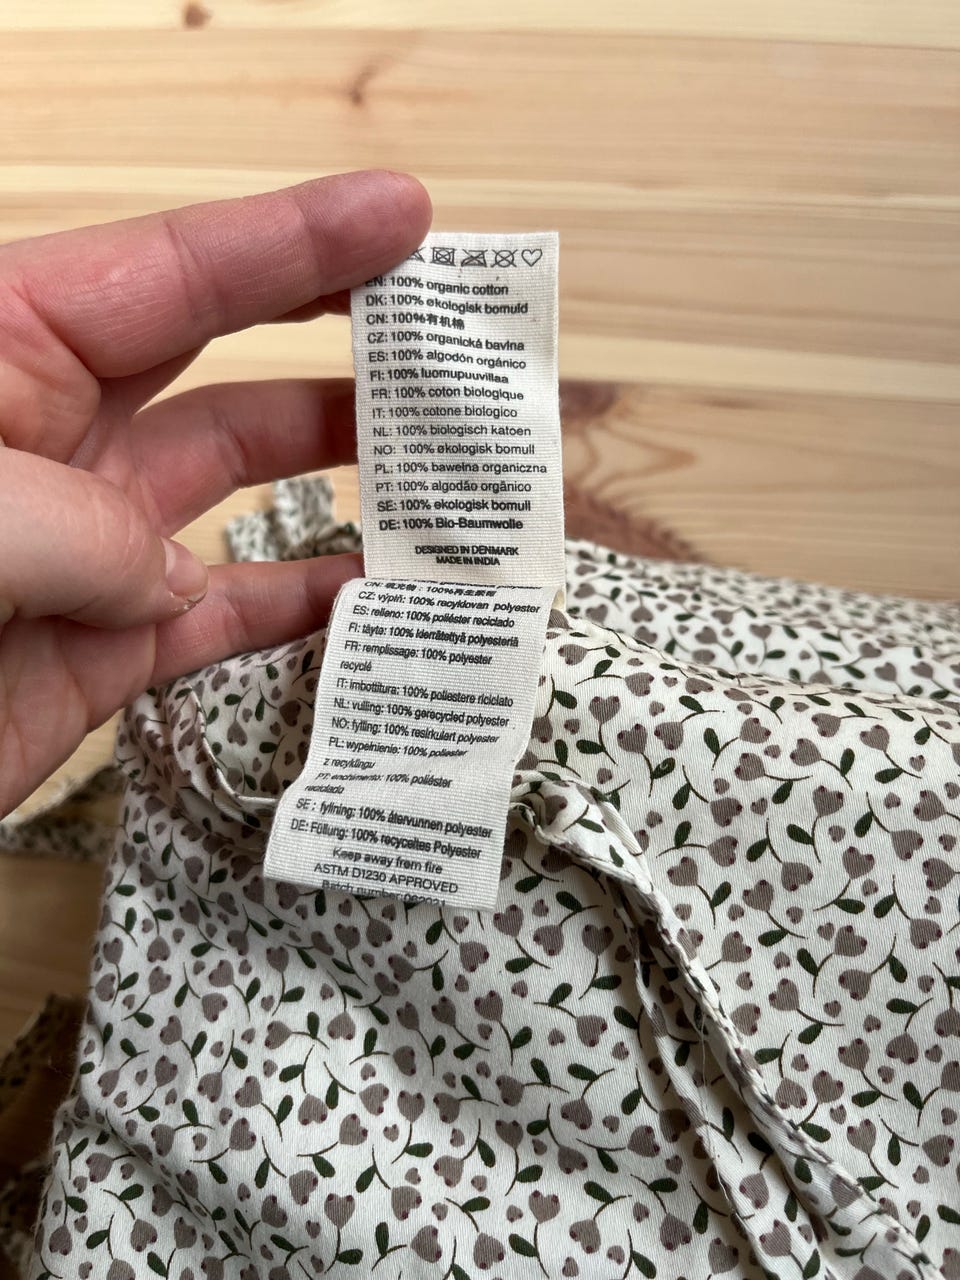 EN: 100% organic cotton
DK: 100% økologisk bomuld
CN: 100%有机棉
CZ: 100% organická bavlna
ES: 100% algodón orgánico
FI: 100% luomupuuvillaa
FR: 100% coton biologique
IT: 100% cotone biologico
NL: 100% biologisch katoen
NO: 100% økologisk bomull
PL: 100% bawełna organiczna
PT: 100% algodão orgânico
SE: 100% ekologisk bomull
DE: 100% Bio-Baumwolle
DESIGNED IN DENMARK
MADE IN INDIA
CZ: výplń: 100% recyklovan polyester
ES: relleno: 100% poliéster reciclado
FI: täyte: 100% kierrätettyä polyesteriä
FR: remplissage: 100% polyester
recyclé
IT: imbottitura: 100% poliestere riciclato
NL: vulling: 100% gerecycled polyester
NO: fylling: 100% resirkulert polyester
PL: wypełnienie: 100% poliester
z recyklingu
PT: enchimento: 100% poliéster
reciclado
SE : fyllning: 100% återvunnen polyester
DE: Füllung: 100% recyceltes Polyester
Keep away from fire
ASTM D1230 APPROVED
Batch number:062021